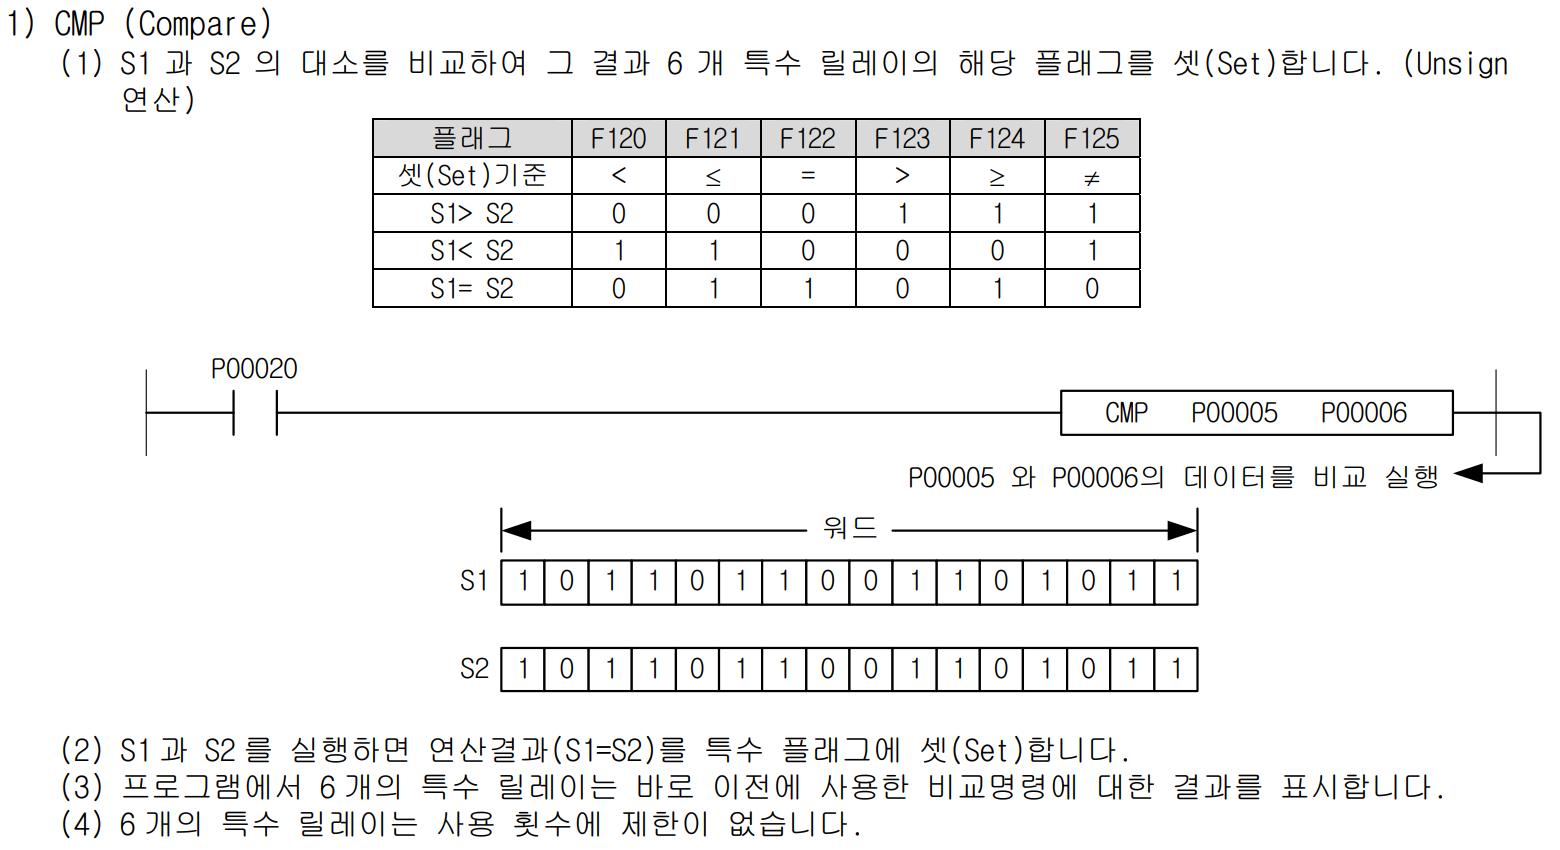 1) CMP (Compare)
(1) S1과 S2 의 대소를 비교하여 그 결과 6 개 특수 릴레이의 해당 플래그를 셋(Set)합니다. (Unsign
연산)
플래그 F120 F121 F122 F123 F124 F125
셋(Set)기준 < ≤ = > ≥ ≠
S1> S2 0 0 0 1 1 1
S1< S2 1 1 0 0 0 1
S1= S2 0 1 1 0 1 0
P00020
CMP P00005 P00006
P00005 와 P00006의 데이터를 비교 실행
워드
S1 1 0 1 1 0 1 1 0 0 1 1 0 1 0 1 1
S2 1 0 1 1 0 1 1 0 0 1 1 0 1 0 1 1
(2) S1과 S2를 실행하면 연산결과(S1=S2)를 특수 플래그에 셋(Set)합니다.
(3) 프로그램에서 6개의 특수 릴레이는 바로 이전에 사용한 비교명령에 대한 결과를 표시합니다.
(4) 6개의 특수 릴레이는 사용 횟수에 제한이 없습니다.